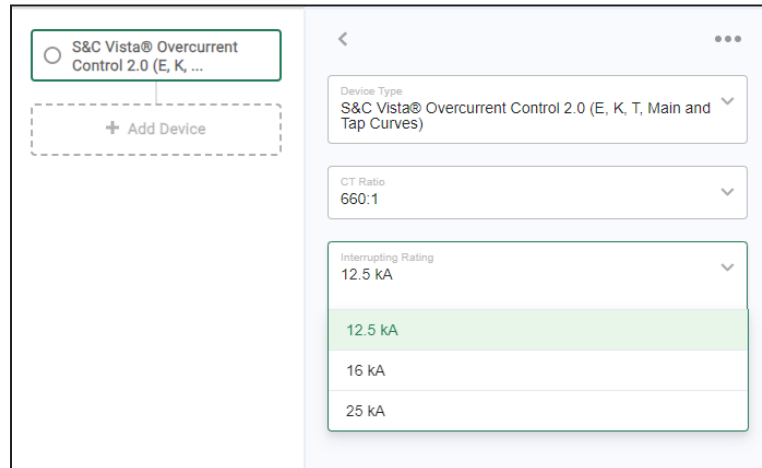 S&C Vista® Overcurrent
Control 2.0 (E, K, ...
+ Add Device
Device Type
S&C Vista® Overcurrent Control 2.0 (E, K, T, Main and
Tap Curves)
CT Ratio
660:1
Interrupting Rating
12.5 kA
12.5 kA
16 kA
25 kA